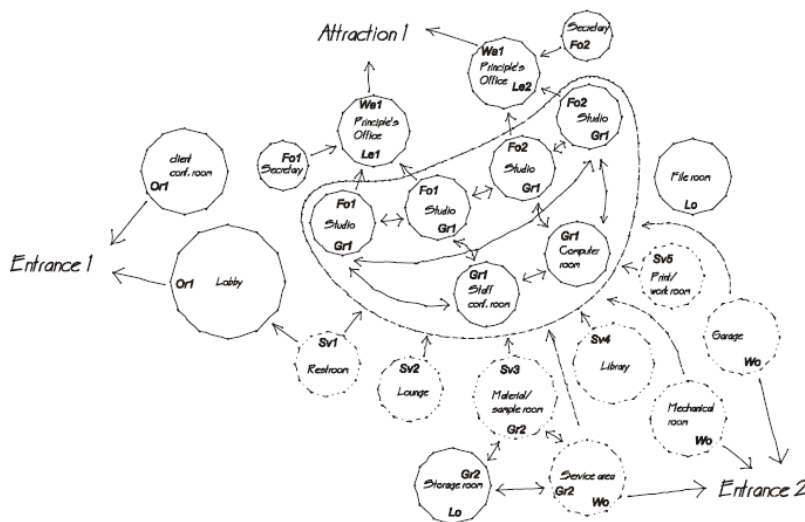 Attraction 1
Secretary
Fo2
Wa1
Principle's
Office
Le2
Wa1
Principle's
Office
Le1
Fo1
Secretary
client
conf. room
Or1
Entrance 1
Or1
Lobby
Fo2
Studio
Gr1
Fo2
Studio
Gr1
Fo1
Studio
Gr1
Fo1
Studio
Gr1
Gr1
Computer
room
Gr1
Staff
conf. room
File room
Lo
Sv5
Print/
work room
Garage
Wo
Sv1
Restroom
Sv2
Lounge
Sv3
Material/
sample room
Gr2
Sv4
Library
Mechanical
room
Wo
Gr2
Storage room
Lo
Service area
Gr2
Wo
Entrance 2